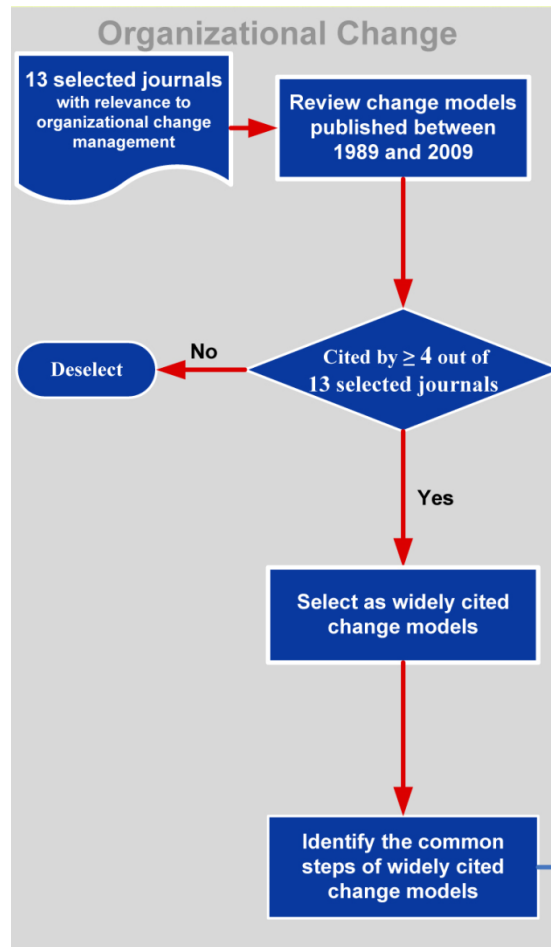 Organizational Change
13 selected journals
with relevance to
organizational change
management
Review change models
published between
1989 and 2009
Cited by ≥ 4 out of
13 selected journals
No
Deselect
Yes
Select as widely cited
change models
Identify the common
steps of widely cited
change models